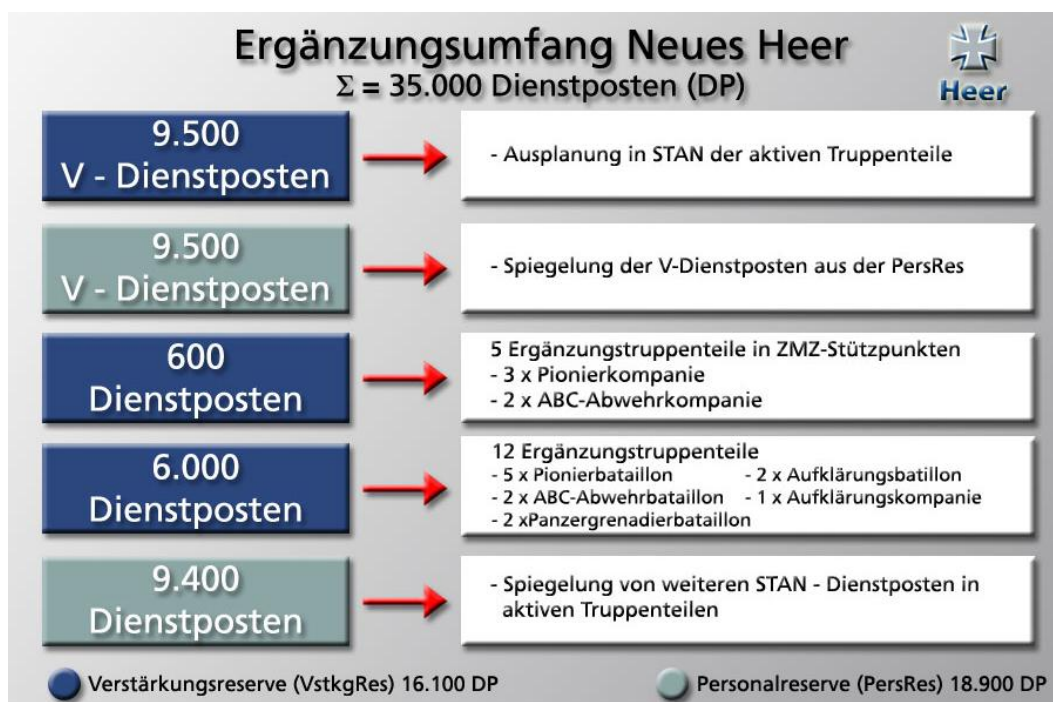 Ergänzungsumfang Neues Heer
Σ = 35.000 Dienstposten (DP)
Heer
9.500
V - Dienstposten
- Ausplanung in STAN der aktiven Truppenteile
9.500
V - Dienstposten
- Spiegelung der V-Dienstposten aus der PersRes
600
Dienstposten
5 Ergänzungstruppenteile in ZMZ-Stützpunkten
- 3 x Pionierkompanie
- 2 x ABC-Abwehrkompanie
6.000
Dienstposten
12 Ergänzungstruppenteile
- 5 x Pionierbataillon - 2 x Aufklärungsbatillon
- 2 x ABC-Abwehrbataillon - 1 x Aufklärungskompanie
- 2 xPanzergrenadierbataillon
9.400
Dienstposten
- Spiegelung von weiteren STAN - Dienstposten in
aktiven Truppenteilen
Verstärkungsreserve (VstkgRes) 16.100 DP
Personalreserve (PersRes) 18.900 DP